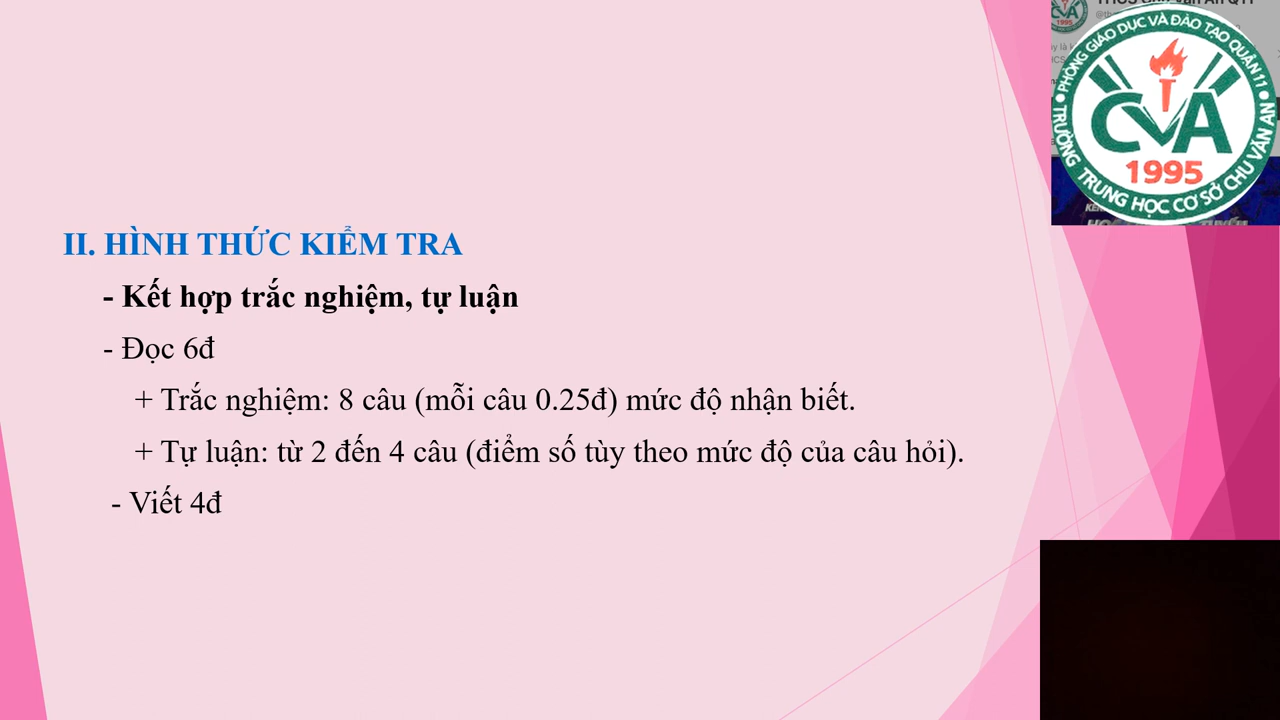 II. HÌNH THỨC KIỂM TRA
- Kết hợp trắc nghiệm, tự luận
- Đọc 6đ
+ Trắc nghiệm: 8 câu (mỗi câu 0.25đ) mức độ nhận biết.
+ Tự luận: từ 2 đến 4 câu (điểm số tùy theo mức độ của câu hỏi).
- Viết 4đ
PHÒNG GIÁO DỤC VÀ ĐÀO TẠO QUẬN 11
CVA
1995
TRƯỜNG TRUNG HỌC CƠ SỞ CHU VĂN AN